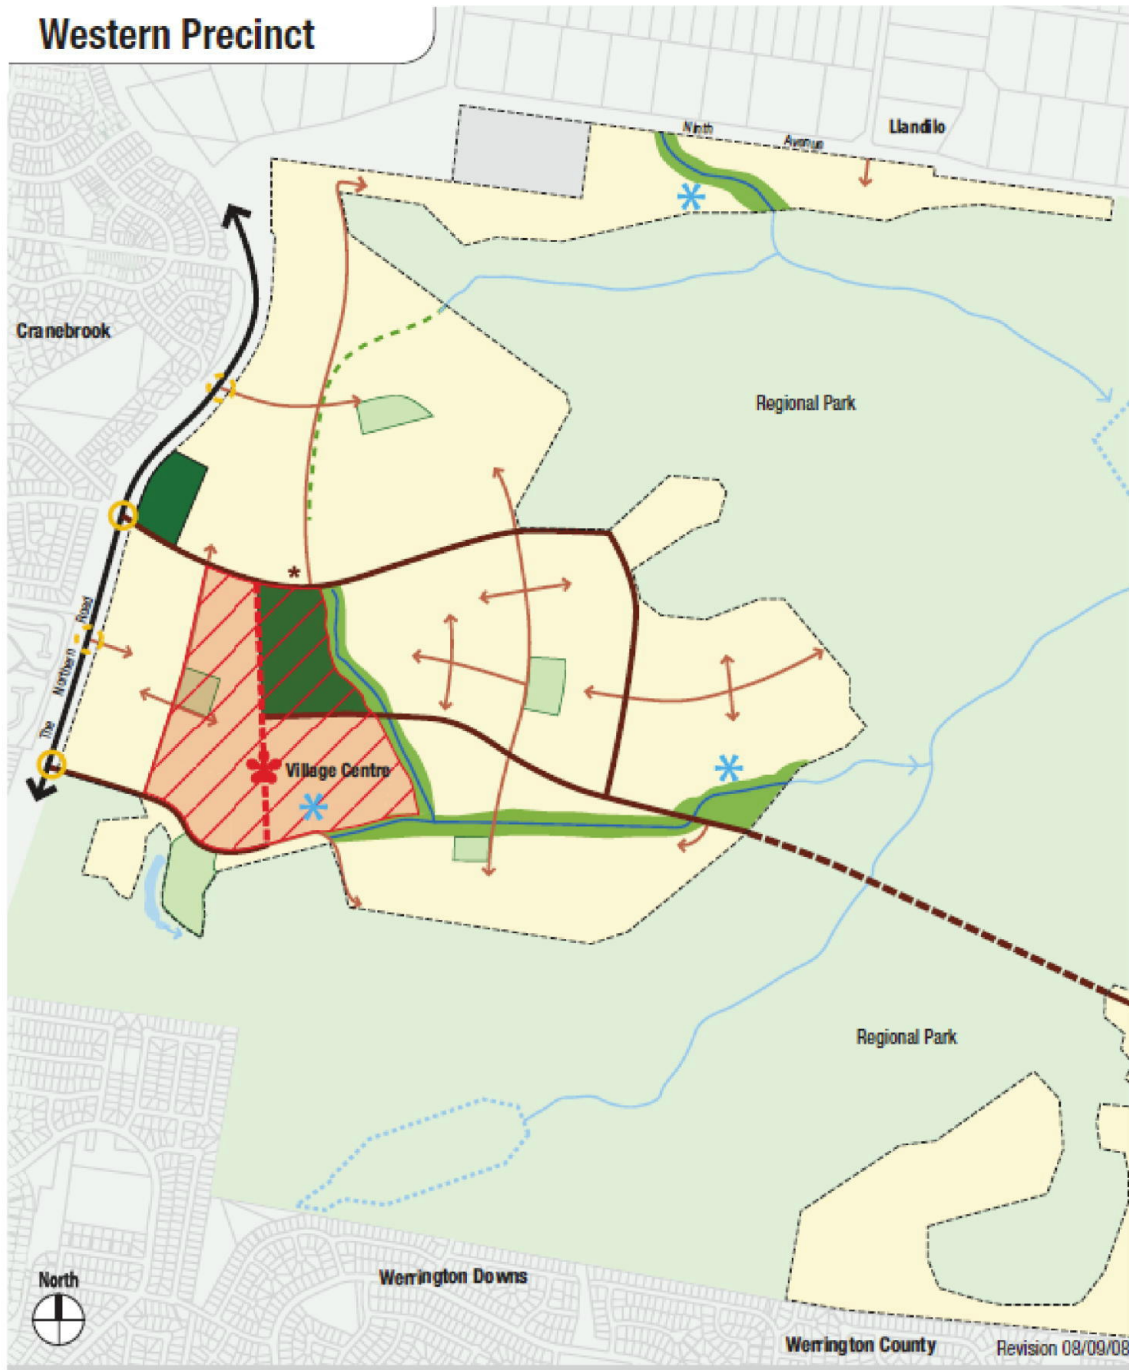 Western Precinct
Ninth Avenue
Llandilo
Cranebrook
Regional Park
The Northern Road
*
Village Centre
Regional Park
North
Werrington Downs
Werrington County
Revision 08/09/08